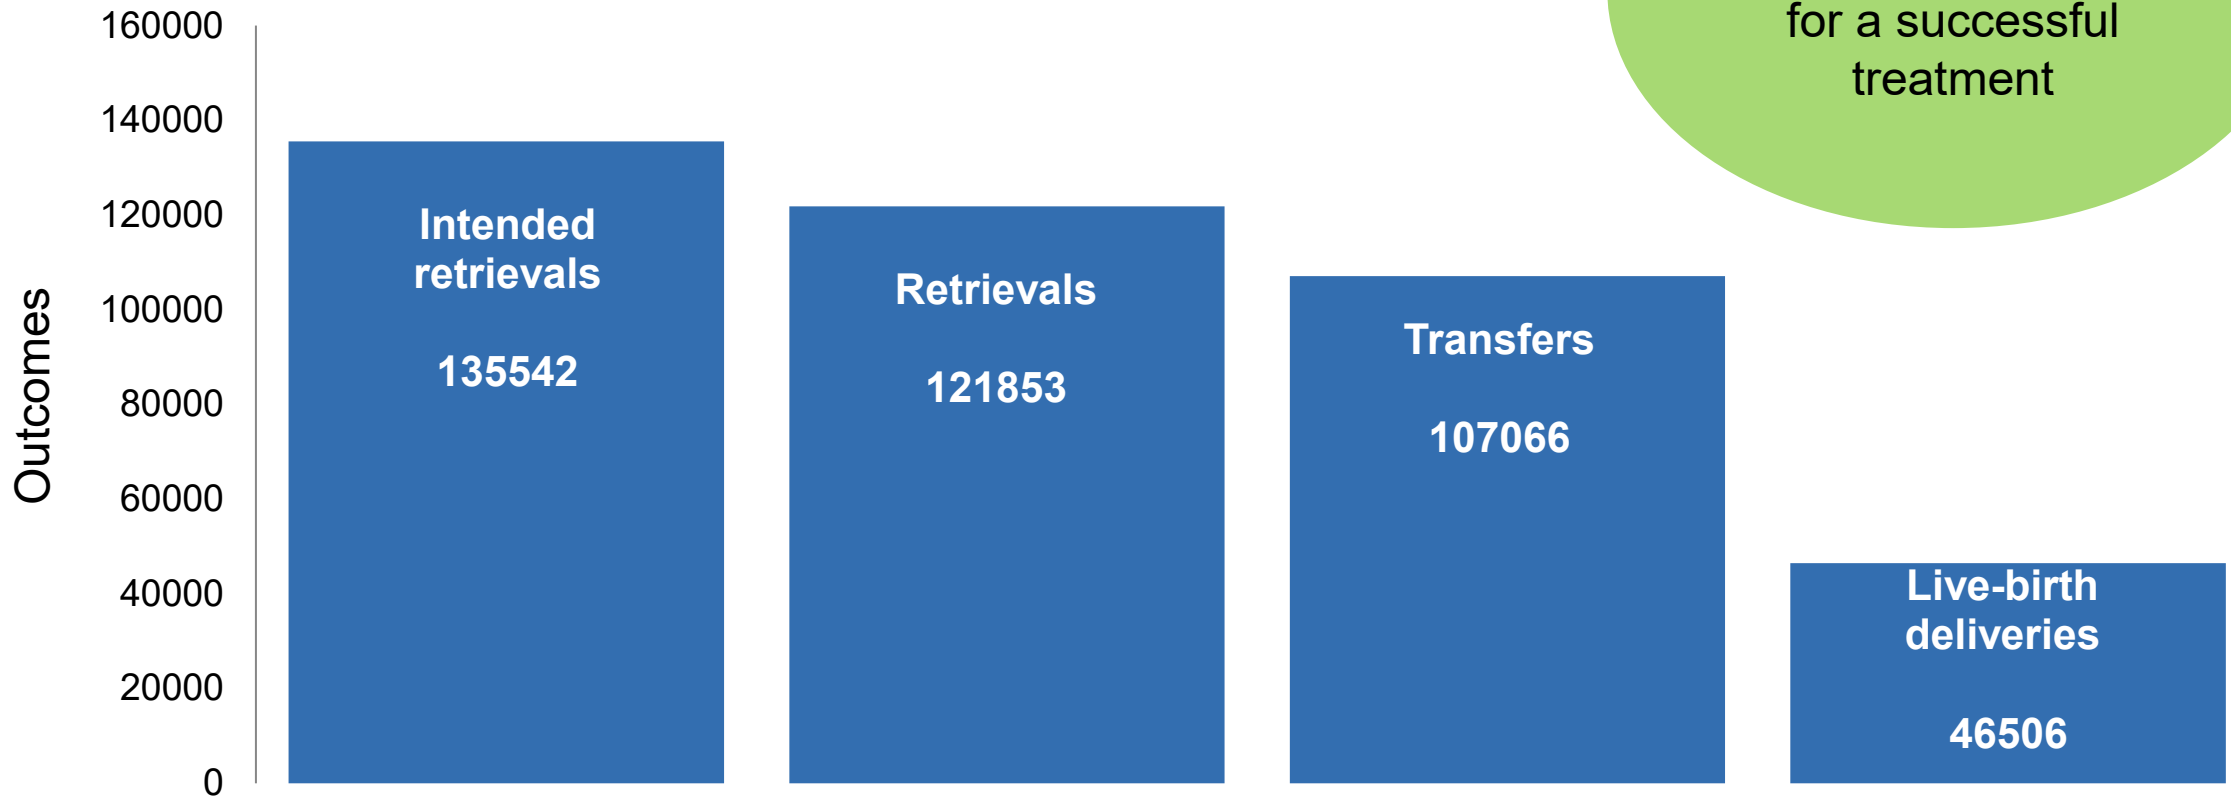 for a successful
treatment
Outcomes
160000
140000
120000
100000
80000
60000
40000
20000
0
Intended
retrievals
135542
Retrievals
121853
Transfers
107066
Live-birth
deliveries
46506